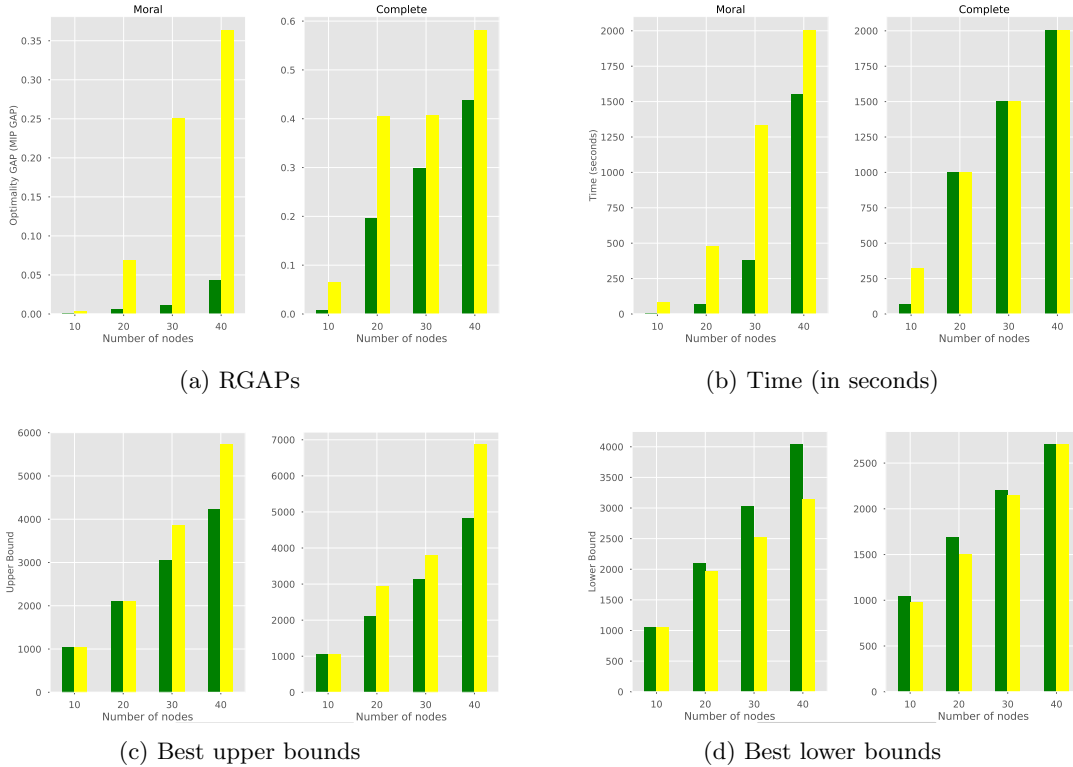 Moral
Complete
Optimality GAP (MIP GAP)
0.35
0.30
0.25
0.20
0.15
0.10
0.05
0.00
10 20 30 40
Number of nodes
0.6
0.5
0.4
0.3
0.2
0.1
0.0
10 20 30 40
Number of nodes
(a) RGAPs
Moral
Complete
Time (seconds)
2000
1750
1500
1250
1000
750
500
250
0
10 20 30 40
Number of nodes
2000
1750
1500
1250
1000
750
500
250
0
10 20 30 40
Number of nodes
(b) Time (in seconds)
Upper Bound
6000
5000
4000
3000
2000
1000
0
10 20 30 40
Number of nodes
7000
6000
5000
4000
3000
2000
1000
0
10 20 30 40
Number of nodes
(c) Best upper bounds
Lower Bound
4000
3500
3000
2500
2000
1500
1000
500
0
10 20 30 40
Number of nodes
2500
2000
1500
1000
500
0
10 20 30 40
Number of nodes
(d) Best lower bounds